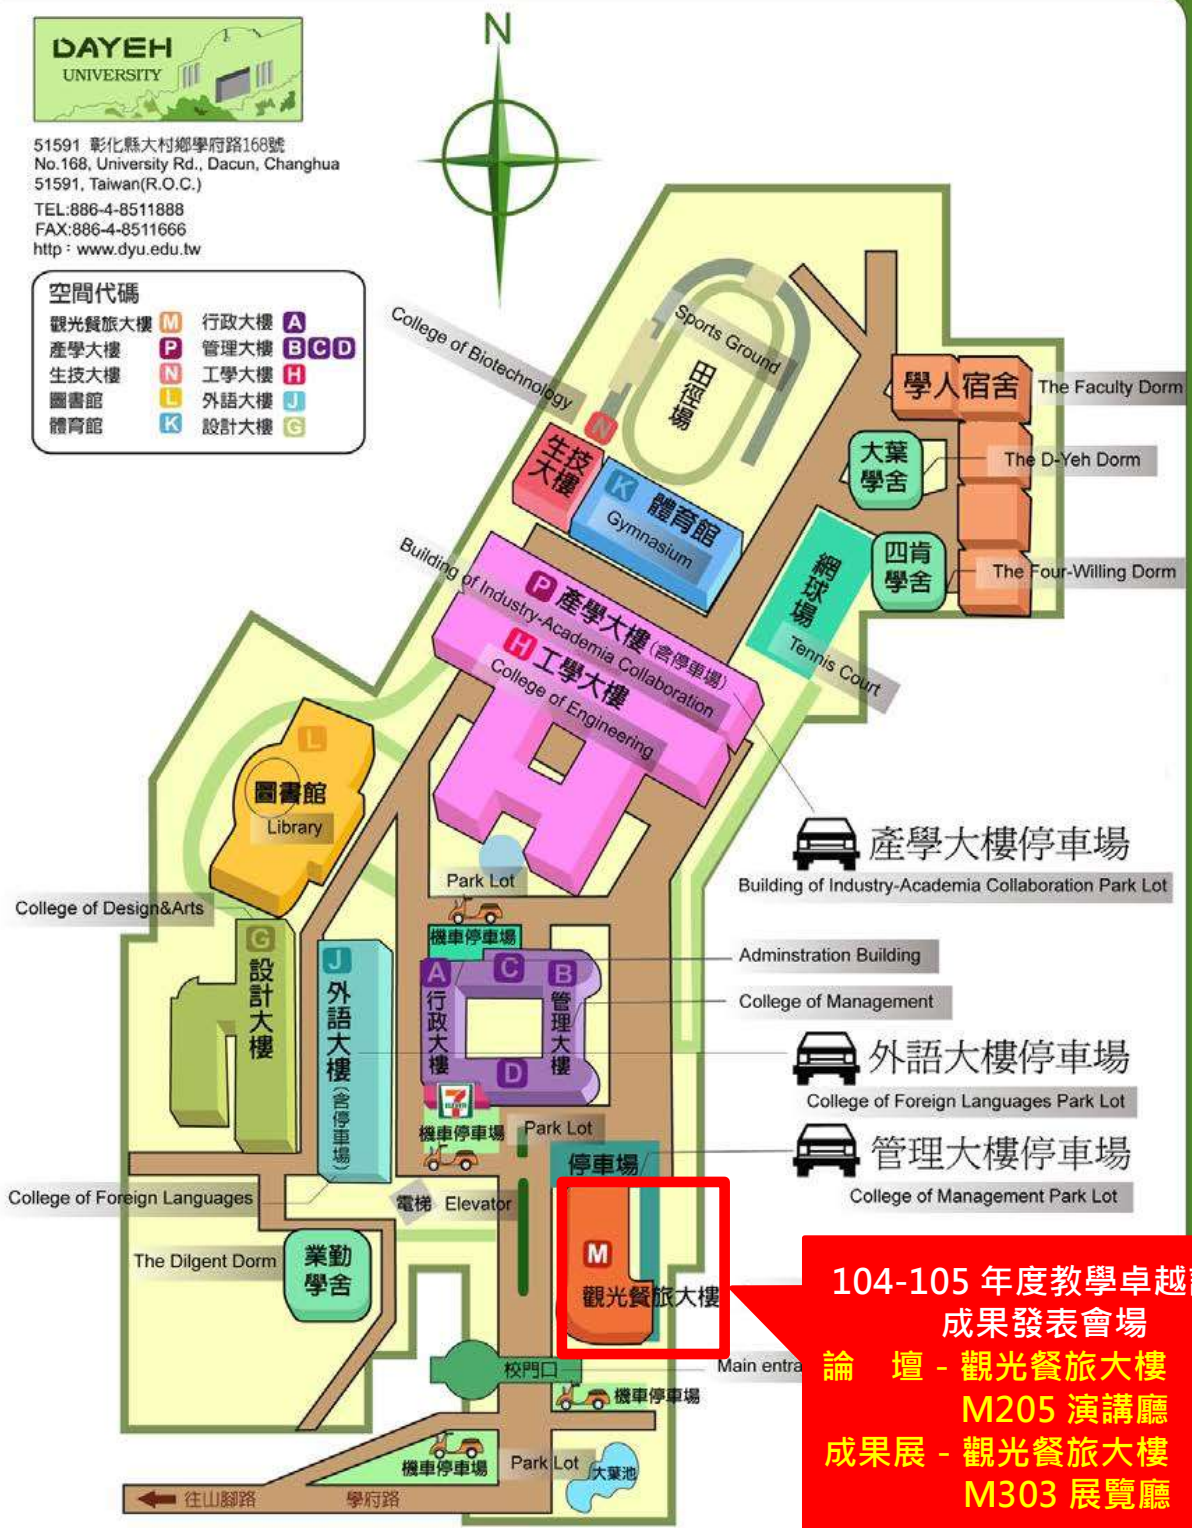 DAYEH
UNIVERSITY
N
51591 彰化縣大村鄉學府路168號
No.168, University Rd., Dacun, Changhua
51591, Taiwan(R.O.C.)
TEL:886-4-8511888
FAX:886-4-8511666
http：www.dyu.edu.tw
空間代碼
觀光餐旅大樓 M 行政大樓 A
產學大樓 P 管理大樓 B C D
生技大樓 N 工學大樓 H
圖書館 L 外語大樓 J
體育館 K 設計大樓 G
College of Biotechnology
Sports Ground
田徑場
學人宿舍
The Faculty Dorm
大葉
學舍
The D-Yeh Dorm
N
生技
大樓
K
體育館
Gymnasium
四肯
學舍
The Four-Willing Dorm
網球場
Tennis Court
Building of Industry-Academia Collaboration
P 產學大樓(含停車場)
H 工學大樓
College of Engineering
L
圖書館
Library
產學大樓停車場
Building of Industry-Academia Collaboration Park Lot
Park Lot
機車停車場
College of Design&Arts
G
設計大樓
J
外語大樓(含停車場)
A
行政大樓
C
B
管理大樓
D
Adminstration Building
College of Management
外語大樓停車場
College of Foreign Languages Park Lot
7
ELEVEN
機車停車場
Park Lot
停車場
管理大樓停車場
College of Management Park Lot
College of Foreign Languages
電梯 Elevator
The Dilgent Dorm
業勤
學舍
M
觀光餐旅大樓
校門口
Main entra
機車停車場
機車停車場
Park Lot
大葉池
往山腳路
學府路
104-105 年度教學卓越
成果發表會場
論 壇 - 觀光餐旅大樓
M205 演講廳
成果展 - 觀光餐旅大樓
M303 展覽廳